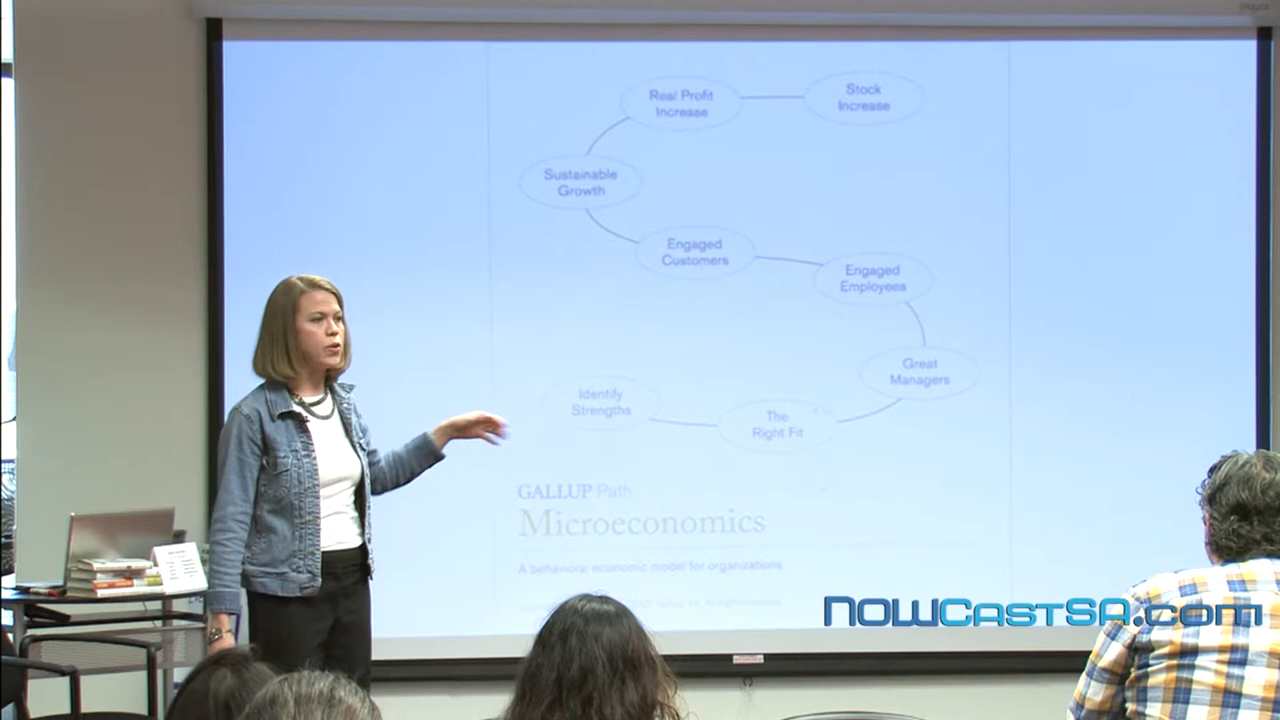 Real Profit
Increase
Stock
Increase
Sustainable
Growth
Engaged
Customers
Engaged
Employees
Great
Managers
Identify
Strengths
The
Right Fit
GALLUP Path
Microeconomics
A behavioral economic model for organizations
NOWCastSA.com